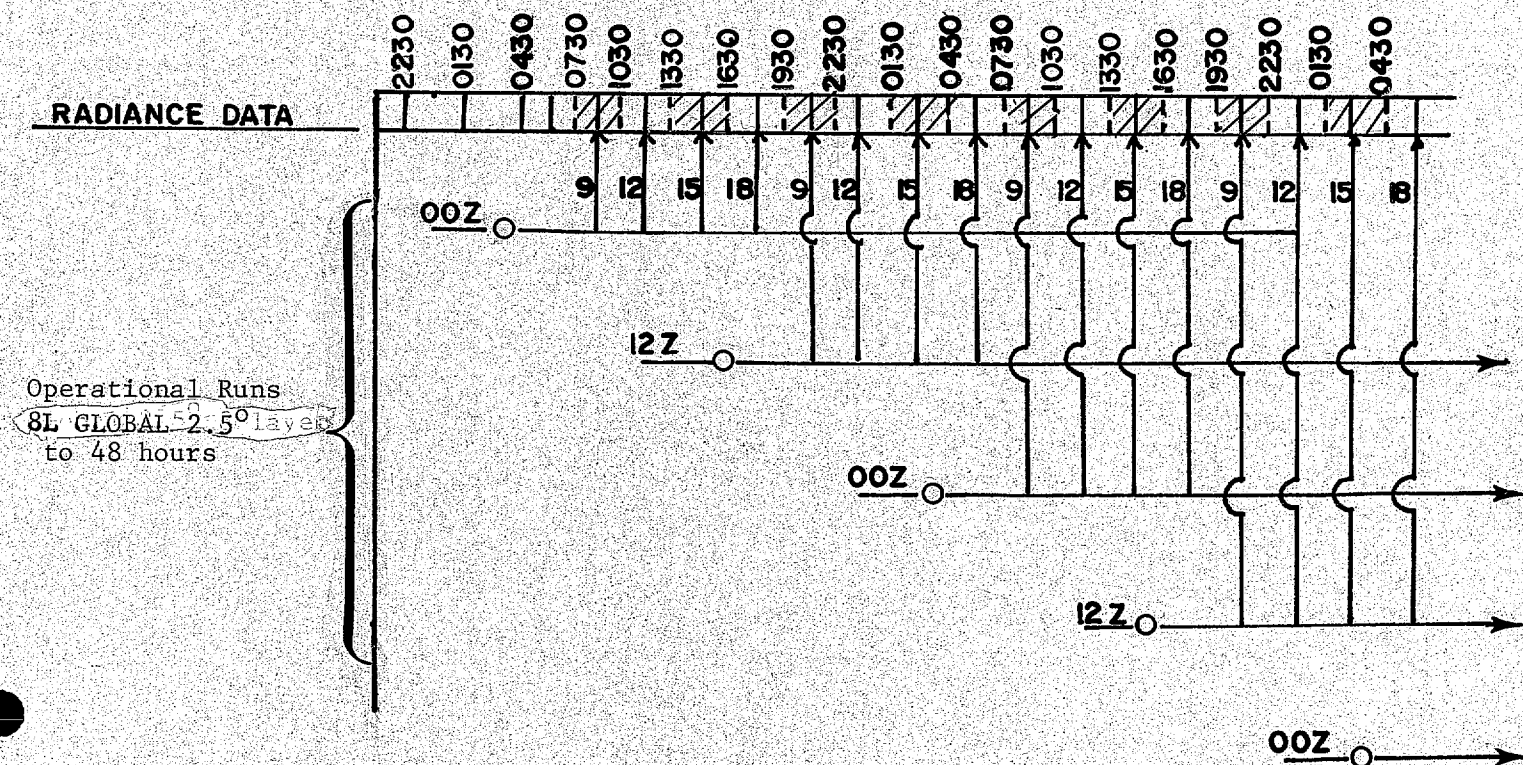 2230 0130 0430 0730 1030 1330 1630 1930 2230 0130 0430 0730 1030 1330 1630 1930 2230 0130 0430
RADIANCE DATA
9 12 15 18 9 12 15 18 9 12 15 18 9 12 15 18
00Z
12Z
Operational Runs
8L GLOBAL 2.5° layer
to 48 hours
00Z
12Z
00Z